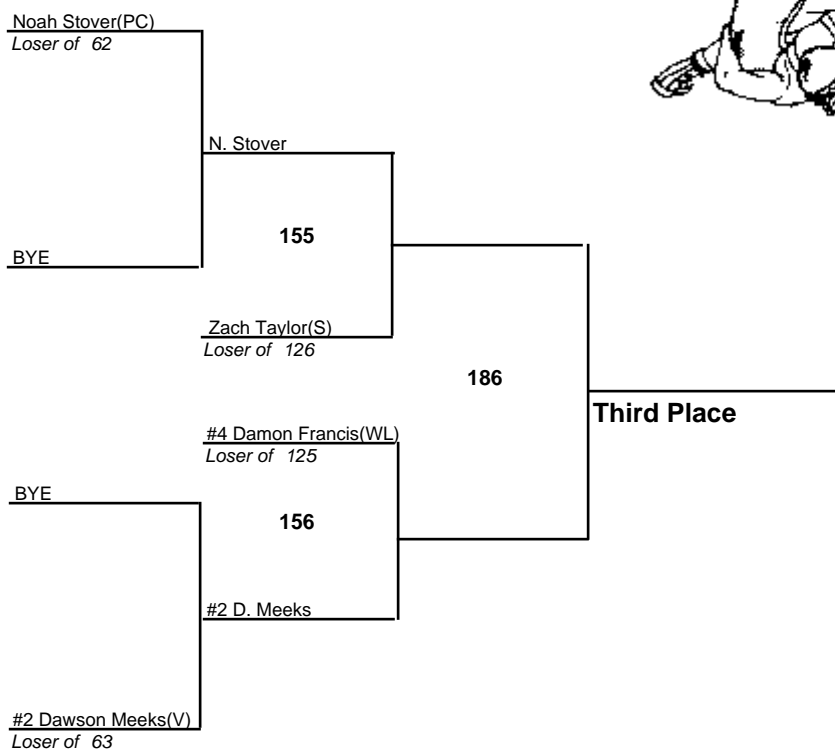 Noah Stover(PC)
Loser of 62
N. Stover
155
BYE
Zach Taylor(S)
Loser of 126
186
Third Place
#4 Damon Francis(WL)
Loser of 125
BYE
156
#2 D. Meeks
#2 Dawson Meeks(V)
Loser of 63